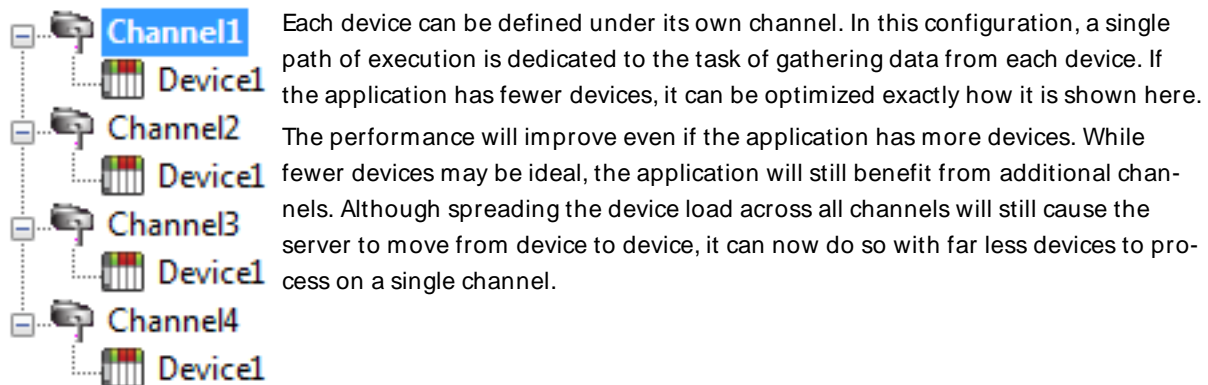 Channel1
Device1
Channel2
Device1
Channel3
Device1
Channel4
Device1
Each device can be defined under its own channel. In this configuration, a single
path of execution is dedicated to the task of gathering data from each device. If
the application has fewer devices, it can be optimized exactly how it is shown here.
The performance will improve even if the application has more devices. While
fewer devices may be ideal, the application will still benefit from additional chan-
nels. Although spreading the device load across all channels will still cause the
server to move from device to device, it can now do so with far less devices to pro-
cess on a single channel.